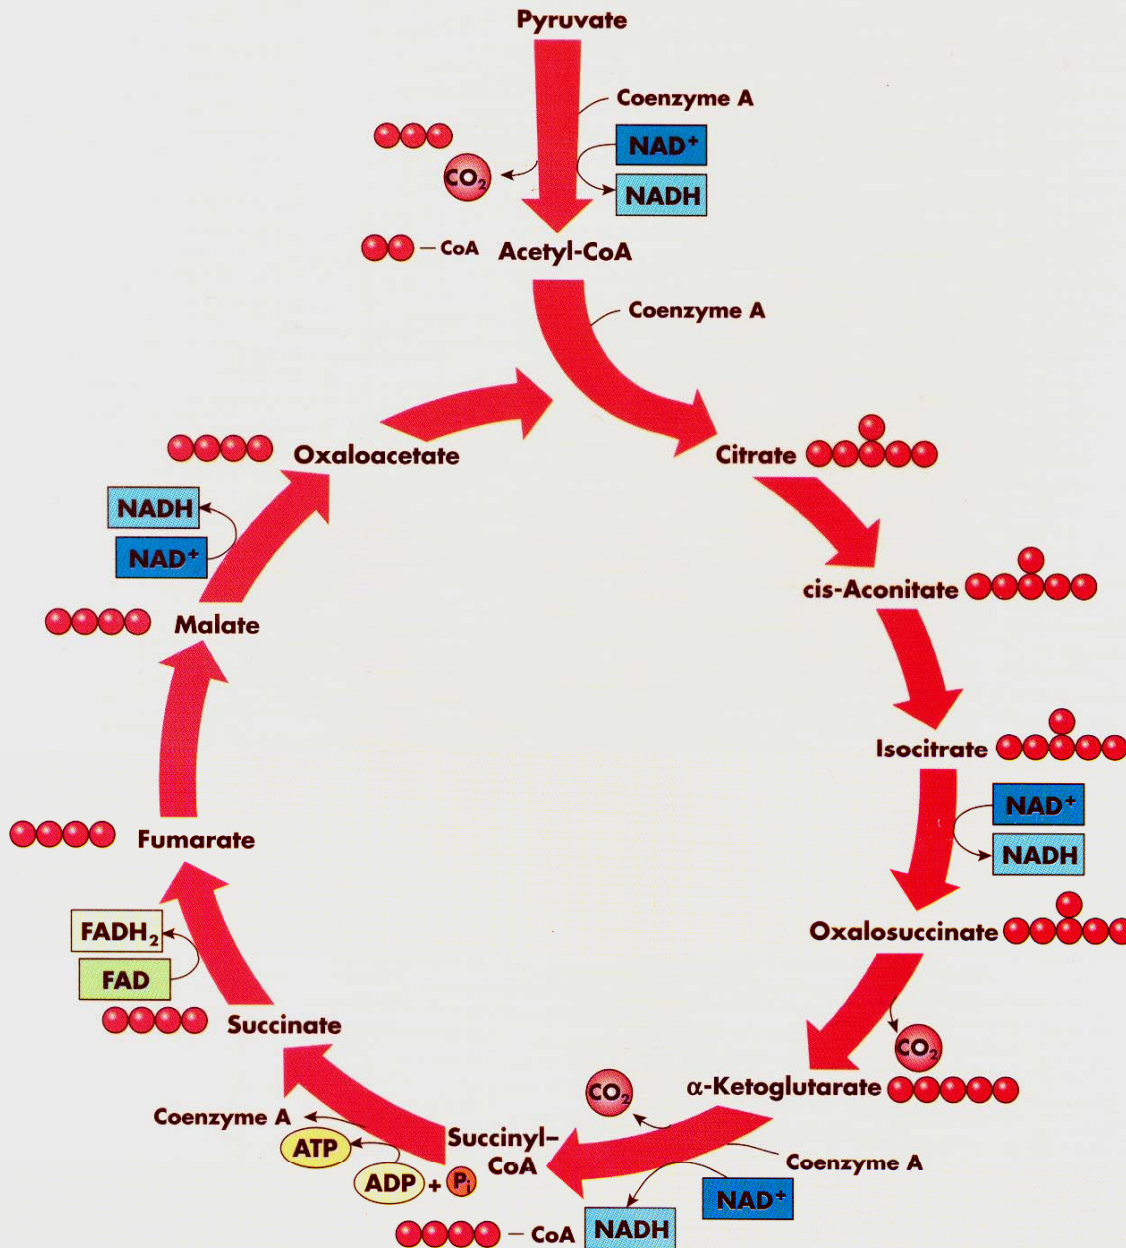 Pyruvate
Coenzyme A
NAD+
CO2
NADH
– CoA
Acetyl-CoA
Coenzyme A
Oxaloacetate
Citrate
NADH
NAD+
cis-Aconitate
Malate
Isocitrate
NAD+
Fumarate
NADH
FADH2
Oxalosuccinate
FAD
Succinate
CO2
α-Ketoglutarate
CO2
Coenzyme A
Succinyl–
CoA
ATP
Coenzyme A
ADP + Pi
NAD+
– CoA
NADH